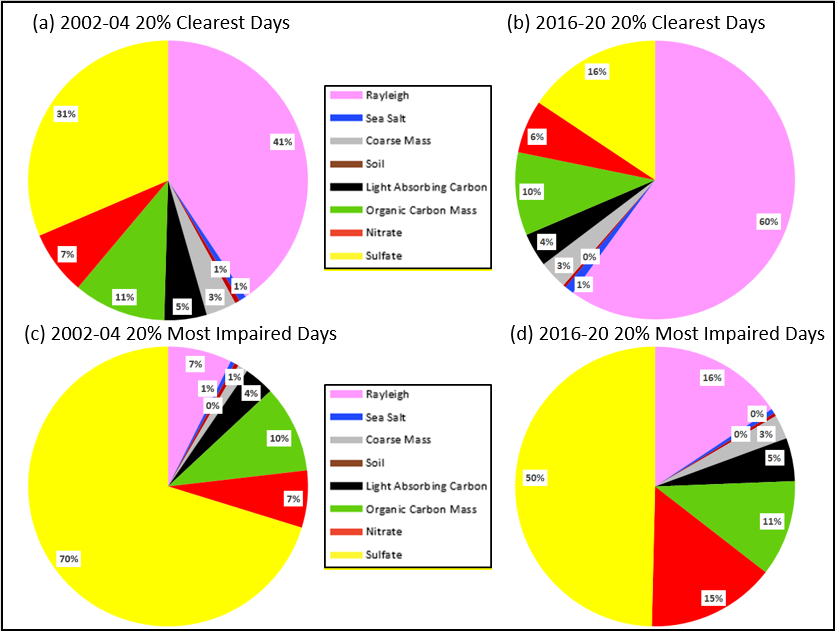 (a) 2002-04 20% Clearest Days
(b) 2016-20 20% Clearest Days
31%
41%
7%
11%
5%
3%
1%
1%
Rayleigh
Sea Salt
Coarse Mass
Soil
Light Absorbing Carbon
Organic Carbon Mass
Nitrate
Sulfate
16%
6%
10%
4%
3%
0%
1%
60%
(c) 2002-04 20% Most Impaired Days
(d) 2016-20 20% Most Impaired Days
7%
1%
1%
0%
4%
10%
7%
70%
Rayleigh
Sea Salt
Coarse Mass
Soil
Light Absorbing Carbon
Organic Carbon Mass
Nitrate
Sulfate
16%
0%
0%
3%
5%
50%
11%
15%